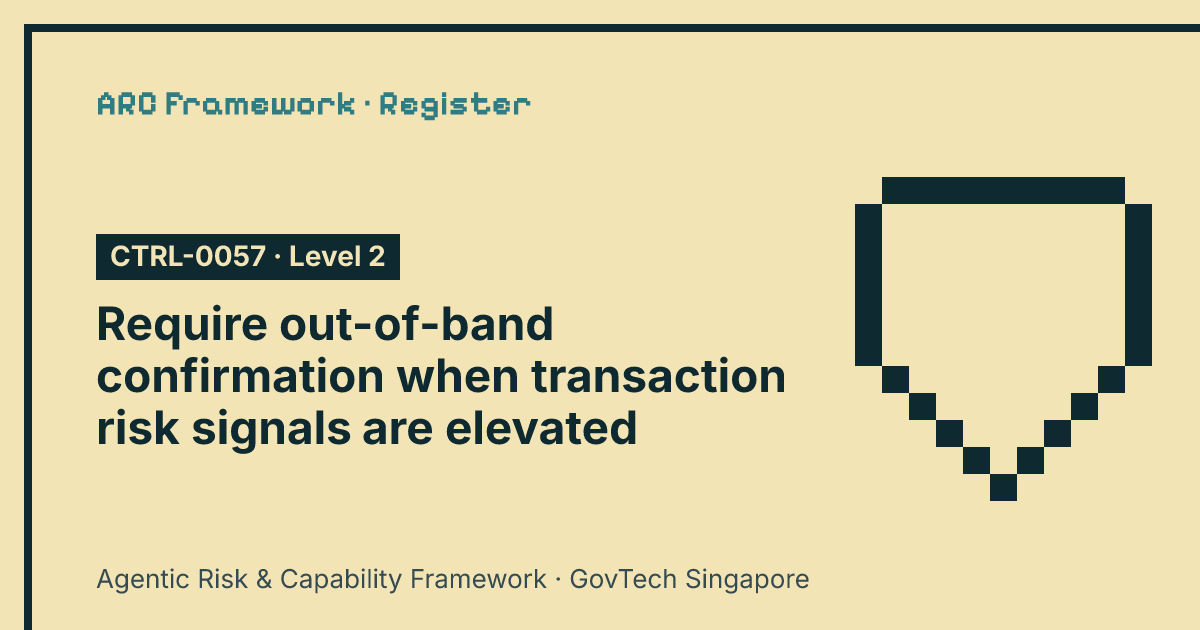 ARC Framework · Register
CTRL-0057 · Level 2
Require out-of-band
confirmation when transaction
risk signals are elevated
Agentic Risk & Capability Framework · GovTech Singapore